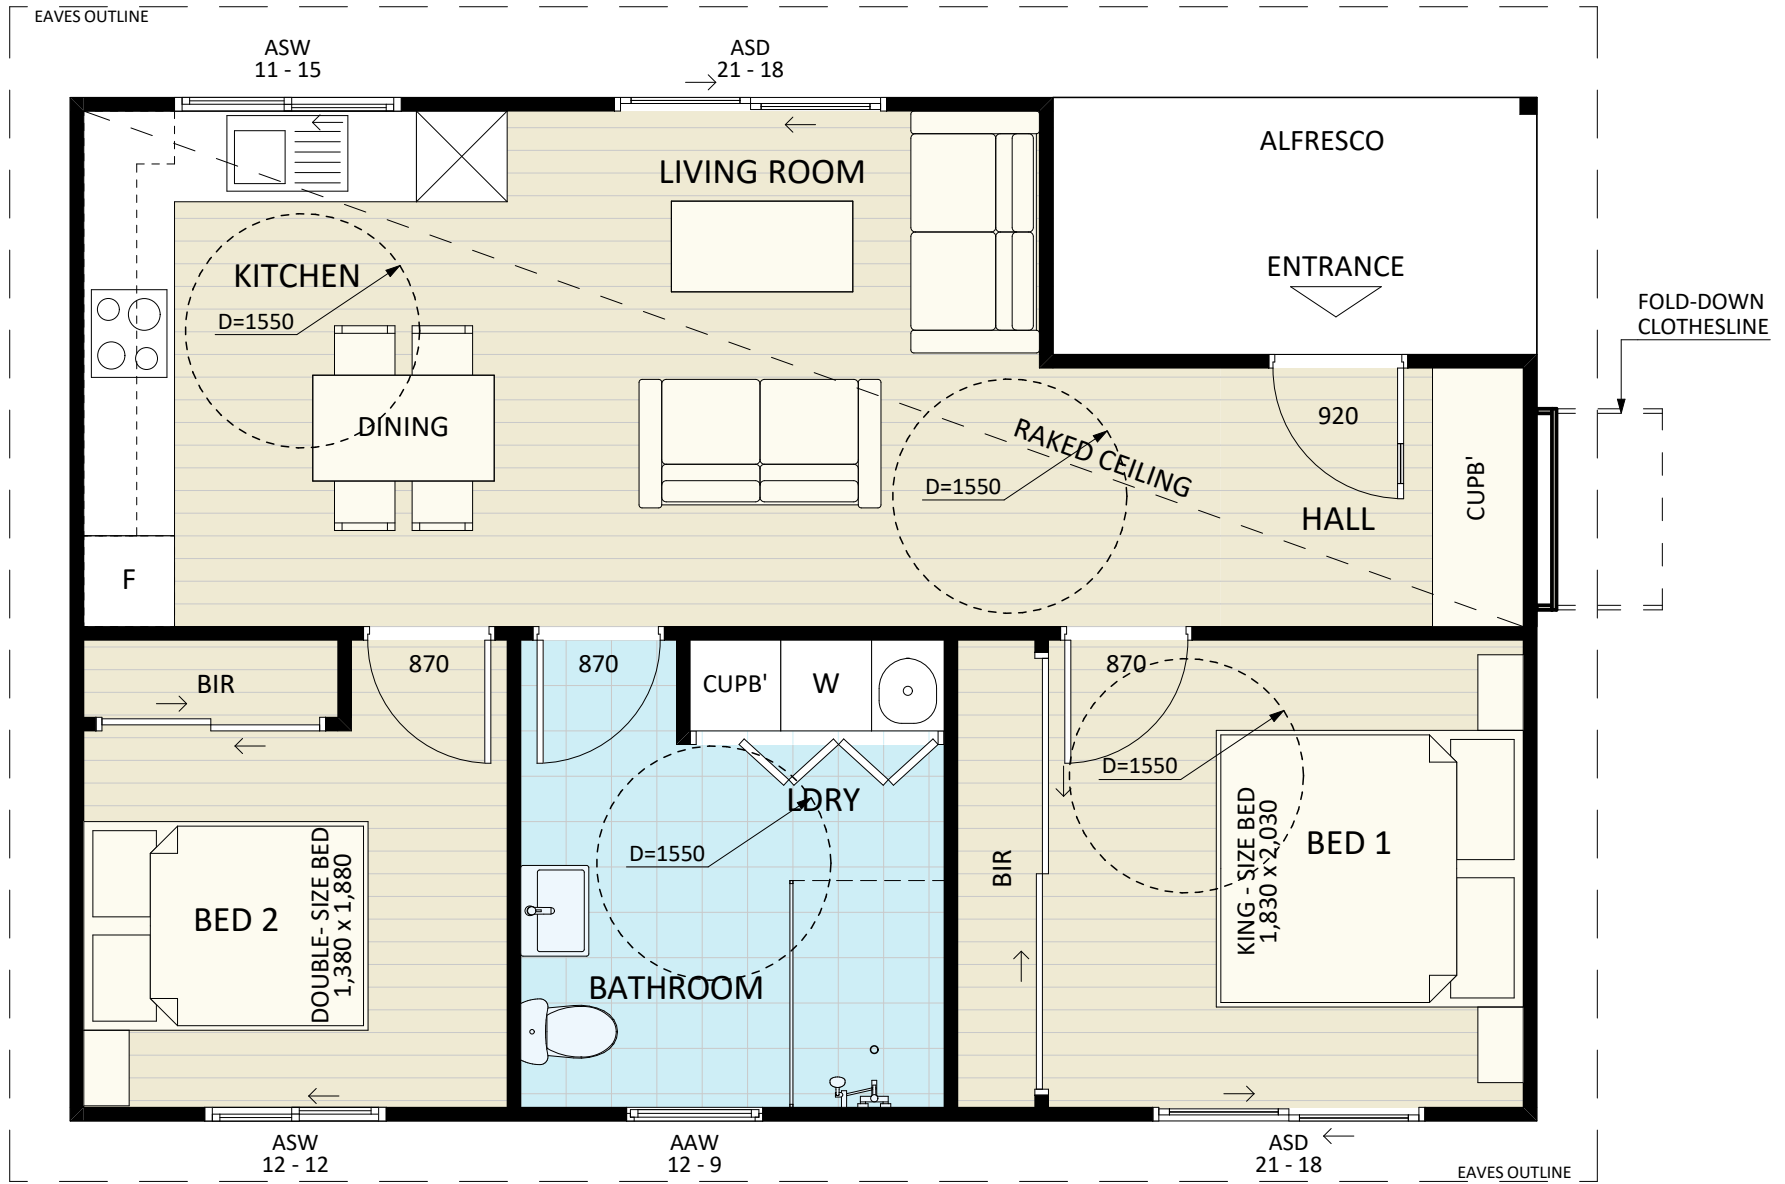 EAVES OUTLINE
ASW
11 - 15
ASD
21 - 18
LIVING ROOM
ALFRESCO
KITCHEN
D=1550
ENTRANCE
FOLD-DOWN
CLOTHESLINE
DINING
920
RAKED CEILING
D=1550
HALL
CUPB'
F
BIR
870
870
CUPB'
W
870
D=1550
LDRY
D=1550
BIR
KING - SIZE BED
1,830 x 2,030
BED 1
BED 2
DOUBLE- SIZE BED
1,380 x 1,880
BATHROOM
ASW
12 - 12
AAW
12 - 9
ASD
21 - 18
EAVES OUTLINE